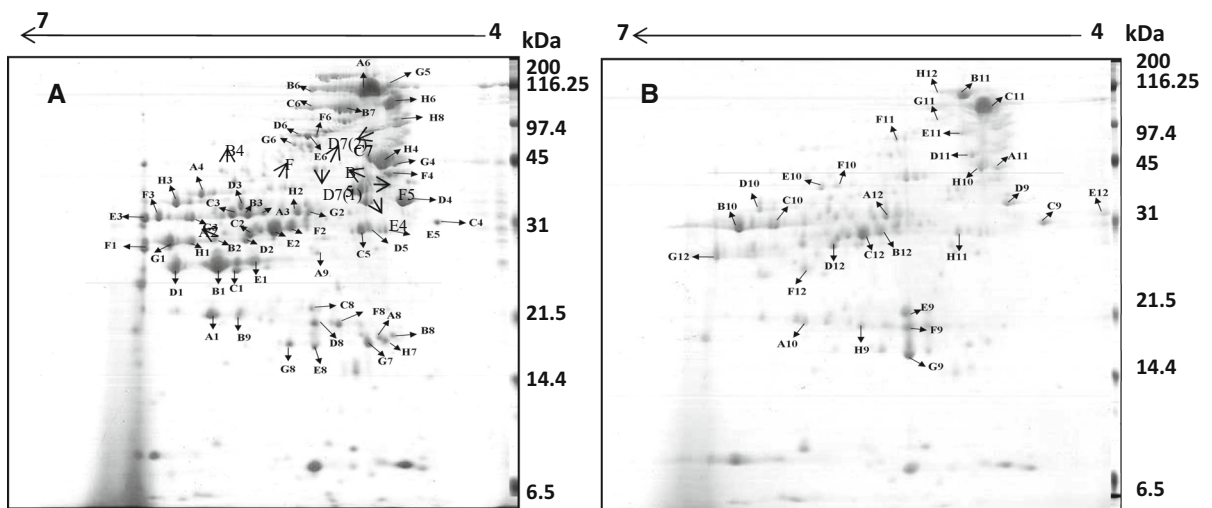 7 4 kDa 7 4 kDa
A B
200 200
116.25 116.25
97.4 97.4
45 45
31 31
21.5 21.5
14.4 14.4
6.5 6.5
A6 G5
B6 H6
C6 B7 H8
F6
D6 D7(2) C7
G6 E6 H4
B4 G4
F F4
A4 B
H3 D3 H2 D7(1) 5 F5 D4
F3 C3 B3 A3 G2
E3 C2 F2 E4 E5 C4
F1 H1 B2 D2 E2 D5
G1 C5
A9
D1 B1 C1 E1
C8
F8 A8
A1 B9 D8 B8
G8 E8 G7 H7
H12 B11
G11 C11
F11 E11
D11 A11
E10 F10 H10
D10 A12 D9 E12
B10 C10 C9
G12 D12 C12 B12 H11
F12
E9
A10 H9 F9
G9